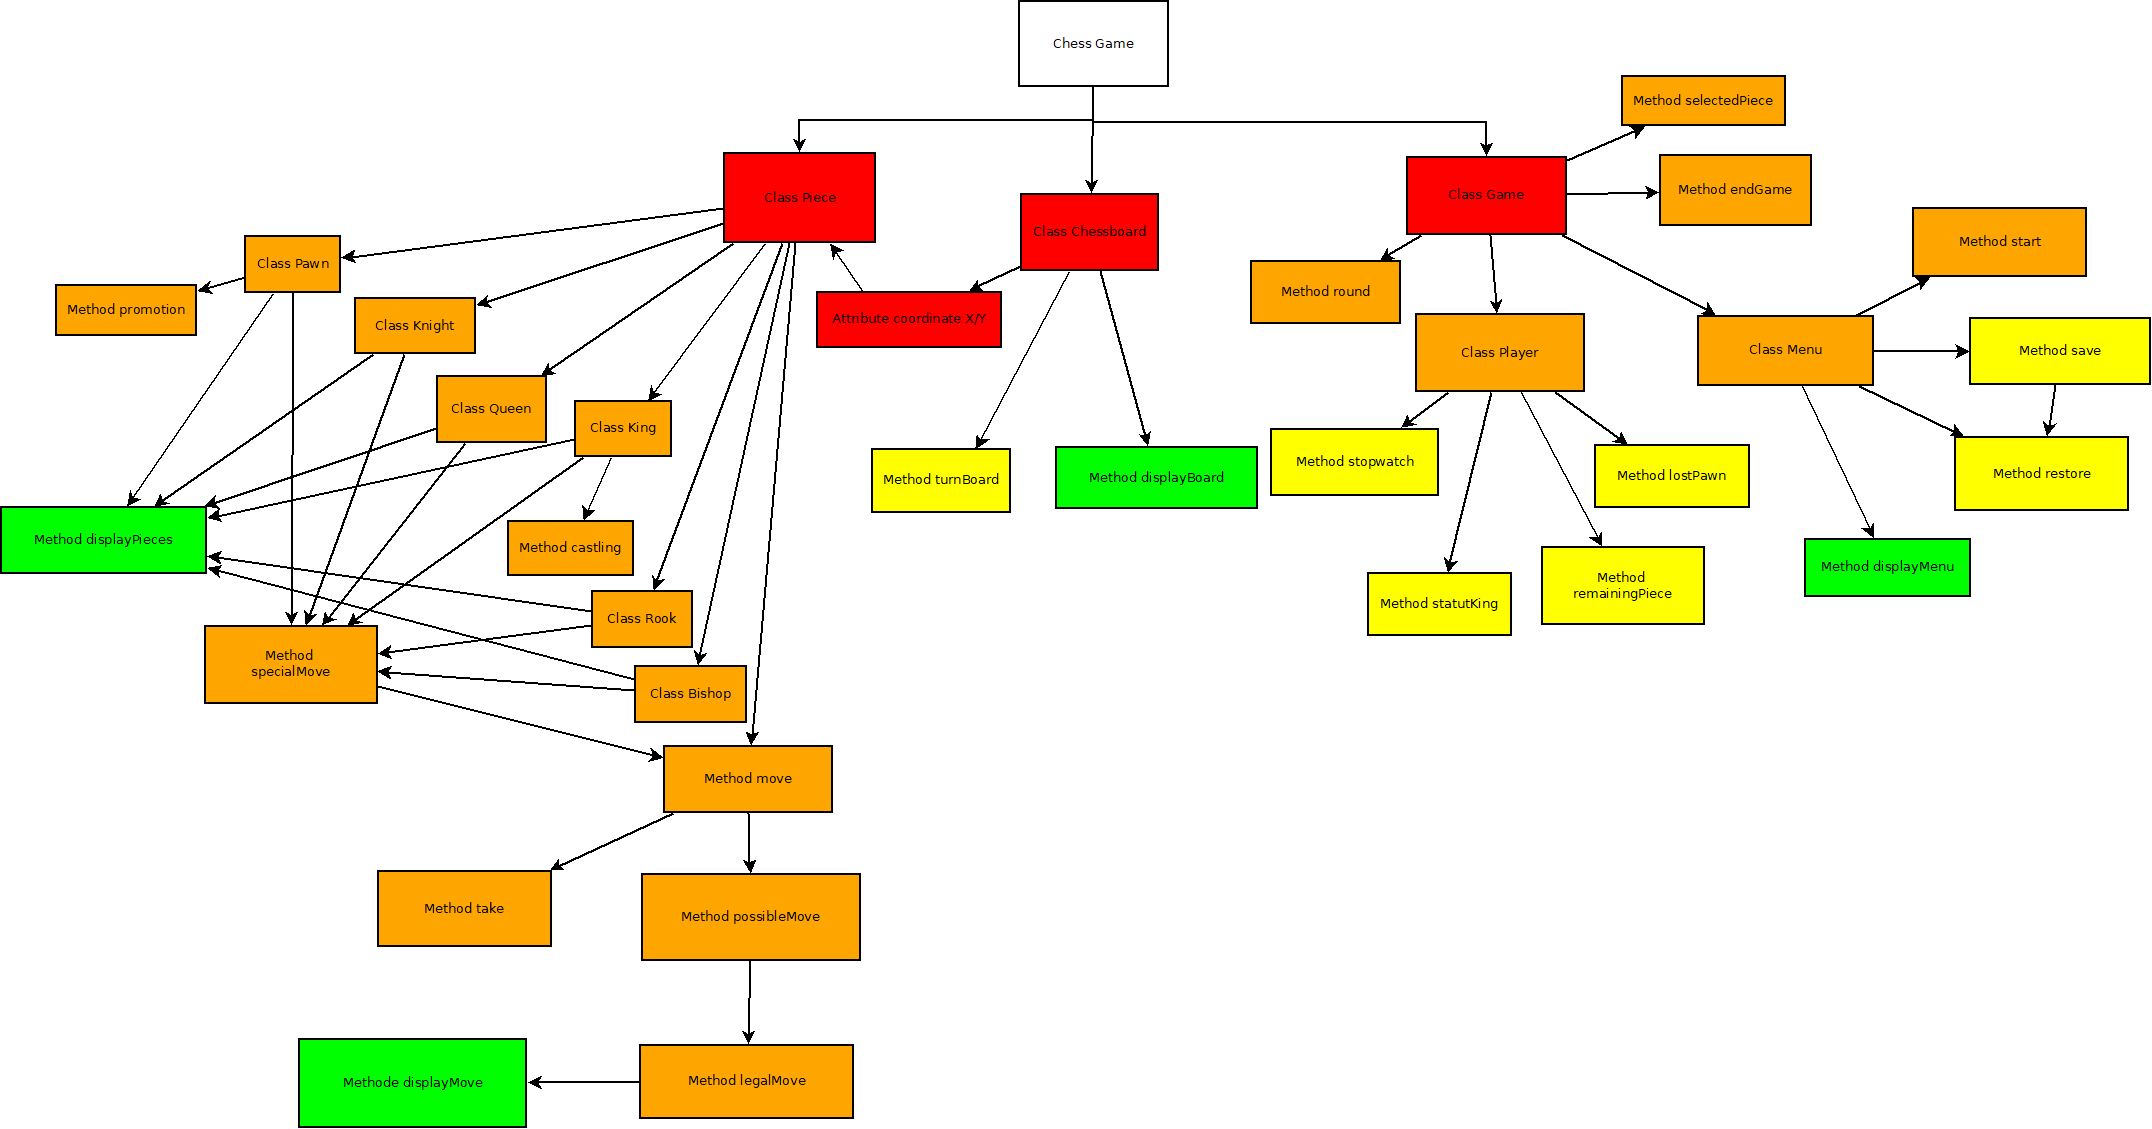 Chess Game
Method selectedPiece
Class Piece
Class Game
Method endGame
Class Chessboard
Method start
Class Pawn
Method promotion
Class Knight
Attribute coordinate X/Y
Method round
Class Player
Class Menu
Method save
Class Queen
Class King
Method turnBoard
Method displayBoard
Method stopwatch
Method lostPawn
Method restore
Method displayPieces
Method castling
Method statutKing
Method
remainingPiece
Method displayMenu
Class Rook
Method
specialMove
Class Bishop
Method move
Method take
Method possibleMove
Methode displayMove
Method legalMove